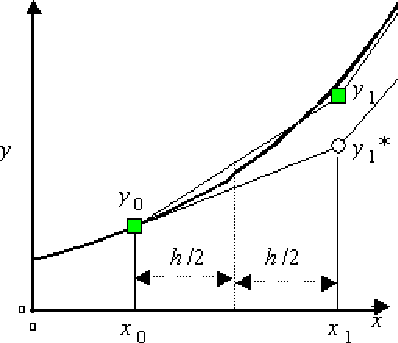 y
y₁
y₁*
y₀
h/2
h/2
x₀
x₁
x